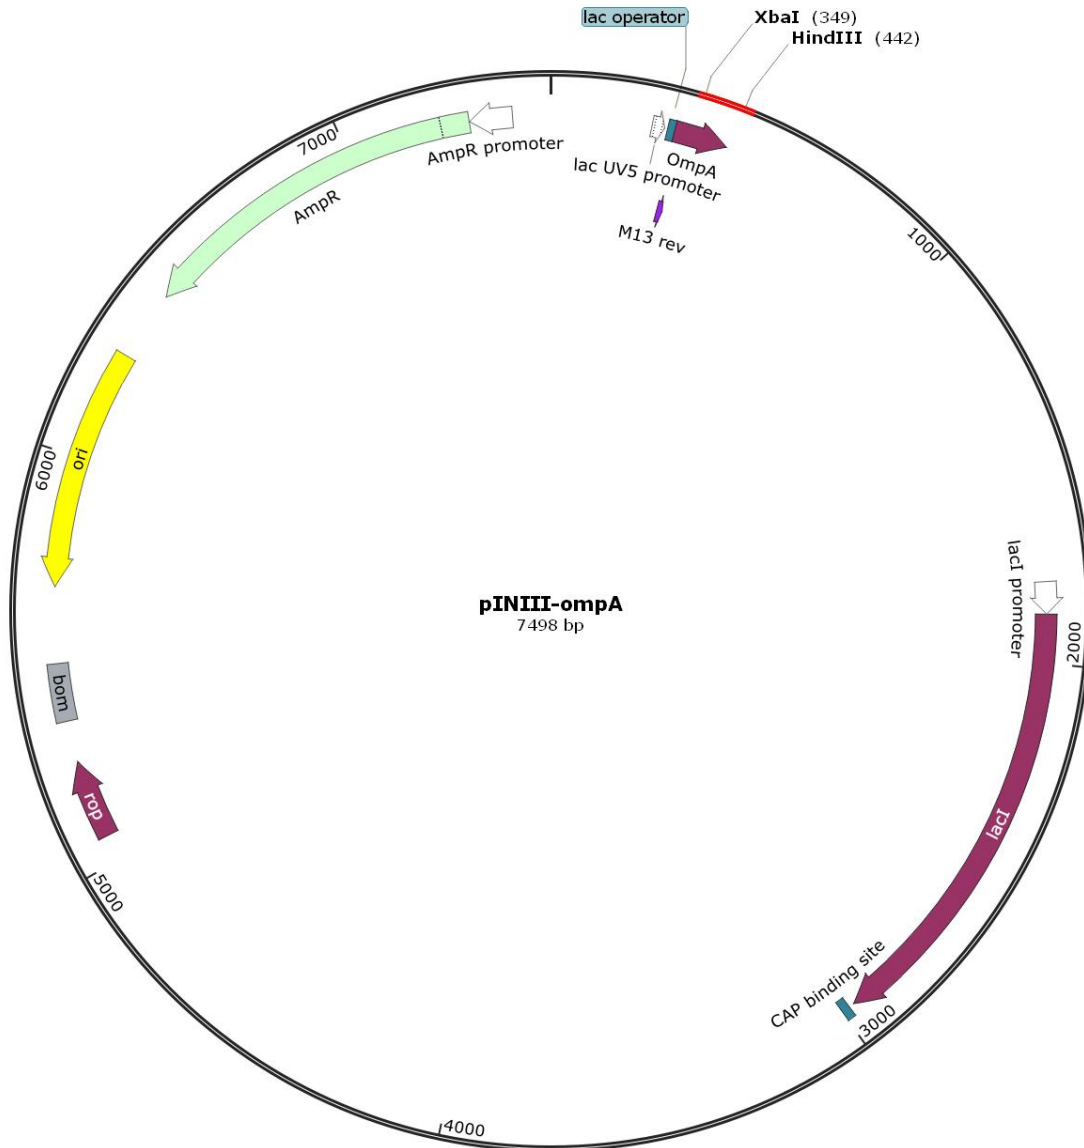 lac operator
XbaI (349)
HindIII (442)
7000
AmpR promoter
AmpR
OmpA
lac UV5 promoter
M13 rev
1000
6000
ori
pINIII-ompA
7498 bp
lacI promoter
2000
bom
rop
lacI
5000
CAP binding site
3000
4000